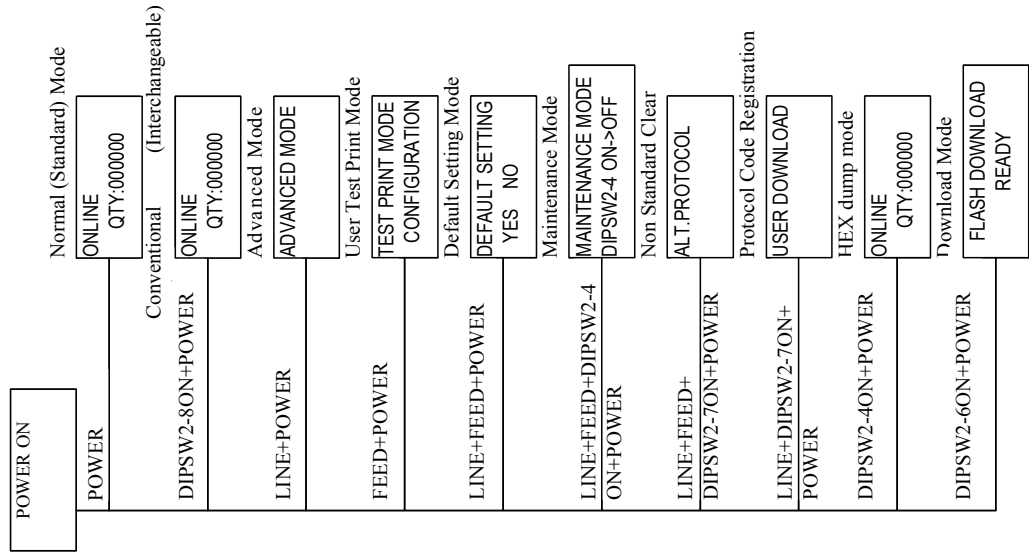 POWER ON
POWER
Normal (Standard) Mode
ONLINE
QTY:000000
DIPSW2-8ON+POWER
Conventional (Interchangeable)
ONLINE
QTY:000000
LINE+POWER
Advanced Mode
ADVANCED MODE
FEED+POWER
User Test Print Mode
TEST PRINT MODE
CONFIGURATION
LINE+FEED+POWER
Default Setting Mode
DEFAULT SETTING
YES NO
LINE+FEED+DIPSW2-4
ON+POWER
Maintenance Mode
MAINTENANCE MODE
DIPSW2-4 ON->OFF
LINE+FEED+
DIPSW2-7ON+POWER
Non Standard Clear
ALT.PROTOCOL
LINE+DIPSW2-7ON+
POWER
Protocol Code Registration
USER DOWNLOAD
DIPSW2-4ON+POWER
HEX dump mode
ONLINE
QTY:000000
DIPSW2-6ON+POWER
Download Mode
FLASH DOWNLOAD
READY